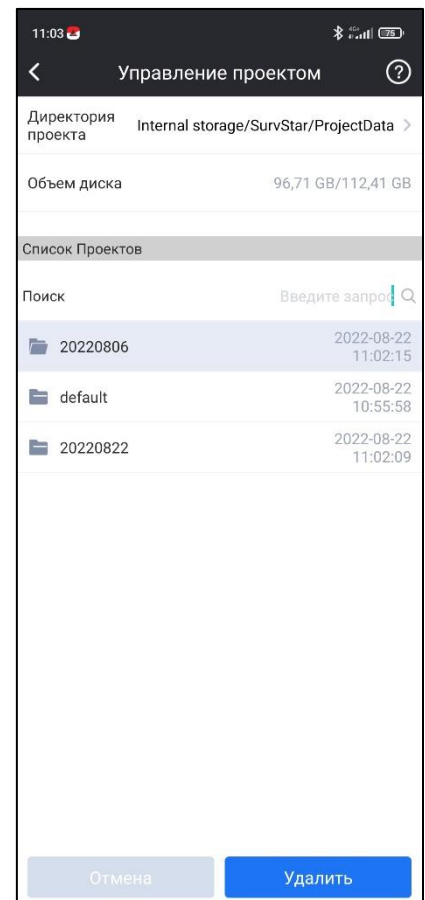 11:03
75
Управление проектом
?
Директория
проекта
Internal storage/SurvStar/ProjectData
Объем диска
96,71 GB/112,41 GB
Список Проектов
Поиск
Введите запрос
20220806
2022-08-22
11:02:15
default
2022-08-22
10:55:58
20220822
2022-08-22
11:02:09
Отмена
Удалить